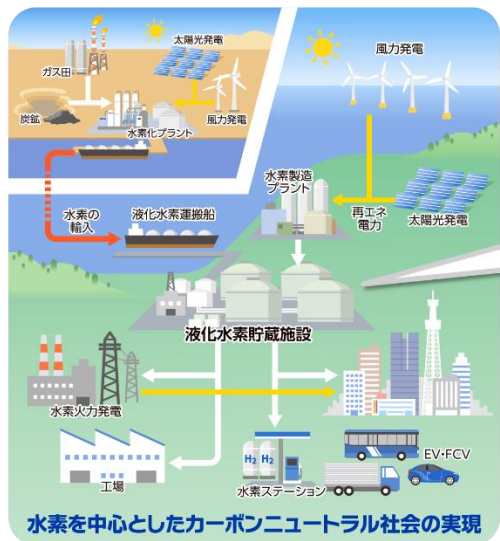 太陽光発電
ガス田
炭鉱
風力発電
水素化プラント
水素の
輸入
液化水素運搬船
風力発電
水素製造
プラント
再エネ
電力
太陽光発電
液化水素貯蔵施設
水素火力発電
工場
H2 H2
水素ステーション
EV・FCV
水素を中心としたカーボンニュートラル社会の実現